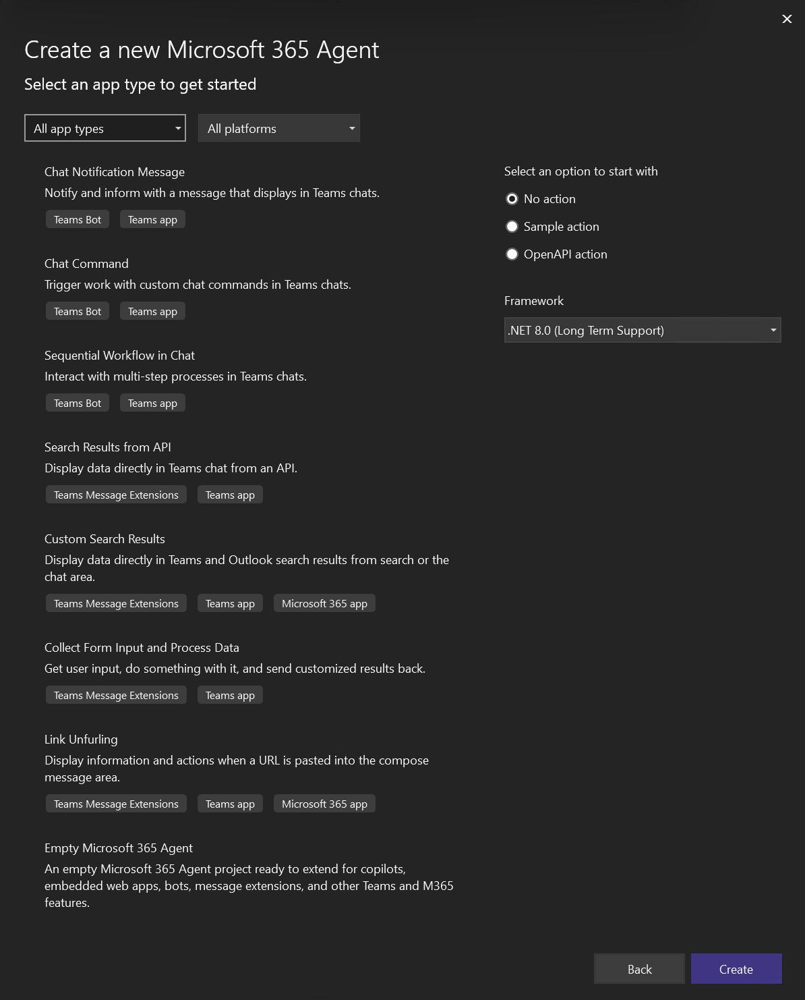 Create a new Microsoft 365 Agent
Select an app type to get started
All app types
All platforms
Chat Notification Message
Notify and inform with a message that displays in Teams chats.
Teams Bot
Teams app
Chat Command
Trigger work with custom chat commands in Teams chats.
Teams Bot
Teams app
Sequential Workflow in Chat
Interact with multi-step processes in Teams chats.
Teams Bot
Teams app
Search Results from API
Display data directly in Teams chat from an API.
Teams Message Extensions
Teams app
Custom Search Results
Display data directly in Teams and Outlook search results from search or the
chat area.
Teams Message Extensions
Teams app
Microsoft 365 app
Collect Form Input and Process Data
Get user input, do something with it, and send customized results back.
Teams Message Extensions
Teams app
Link Unfurling
Display information and actions when a URL is pasted into the compose
message area.
Teams Message Extensions
Teams app
Microsoft 365 app
Empty Microsoft 365 Agent
An empty Microsoft 365 Agent project ready to extend for copilots,
embedded web apps, bots, message extensions, and other Teams and M365
features.
Select an option to start with
No action
Sample action
OpenAPI action
Framework
.NET 8.0 (Long Term Support)
Back
Create